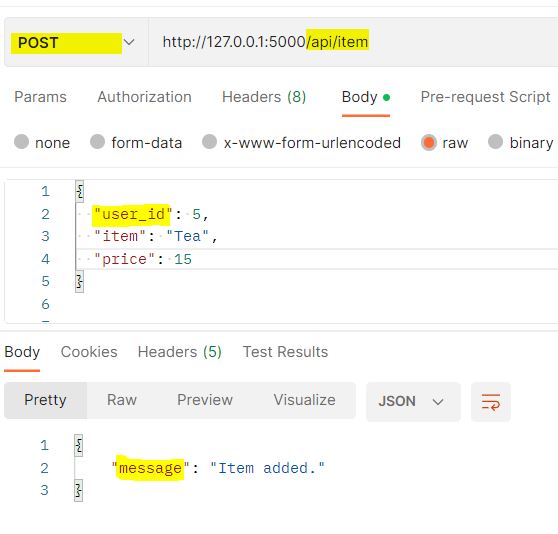 POST http://127.0.0.1:5000/api/item
Params Authorization Headers (8) Body Pre-request Script
none form-data x-www-form-urlencoded raw binary
1 {
2 "user_id": 5,
3 "item": "Tea",
4 "price": 15
5 }
6
Body Cookies Headers (5) Test Results
Pretty Raw Preview Visualize JSON
1 {
2 "message": "Item added."
3 }